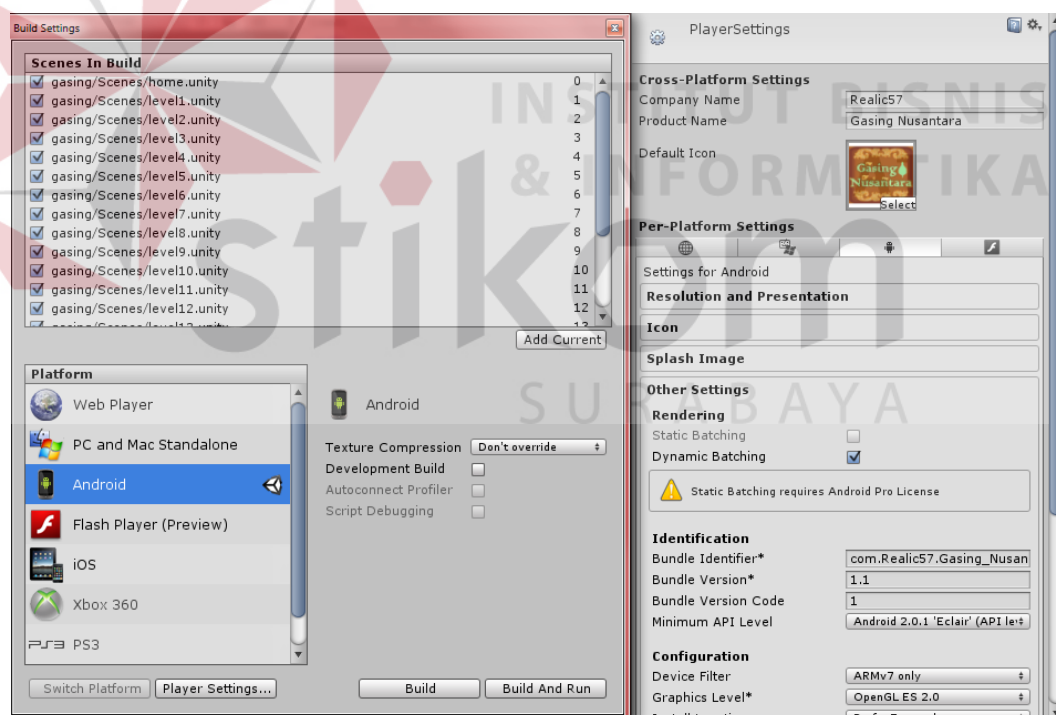 Build Settings
Scenes In Build
gasing/Scenes/home.unity 0
gasing/Scenes/level1.unity 1
gasing/Scenes/level2.unity 2
gasing/Scenes/level3.unity 3
gasing/Scenes/level4.unity 4
gasing/Scenes/level5.unity 5
gasing/Scenes/level6.unity 6
gasing/Scenes/level7.unity 7
gasing/Scenes/level8.unity 8
gasing/Scenes/level9.unity 9
gasing/Scenes/level10.unity 10
gasing/Scenes/level11.unity 11
gasing/Scenes/level12.unity 12
gasing/Scenes/level13.unity 13
Add Current
Platform
Web Player
PC and Mac Standalone
Android
Flash Player (Preview)
iOS
Xbox 360
PS3 PS3
Android
Texture Compression Don't override
Development Build
Autoconnect Profiler
Script Debugging
Switch Platform Player Settings... Build Build And Run
PlayerSettings
Cross-Platform Settings
Company Name Realic57
Product Name Gasing Nusantara
Default Icon
Gasing
Nusantara
Select
Per-Platform Settings
Settings for Android
Resolution and Presentation
Icon
Splash Image
Other Settings
Rendering
Static Batching
Dynamic Batching
Static Batching requires Android Pro License
Identification
Bundle Identifier* com.Realic57.Gasing_Nusan
Bundle Version* 1.1
Bundle Version Code 1
Minimum API Level Android 2.0.1 'Eclair' (API lev
Configuration
Device Filter ARMv7 only
Graphics Level* OpenGL ES 2.0
INSTITUT BISNIS
& INFORMATIKA
stikom
SURABAYA